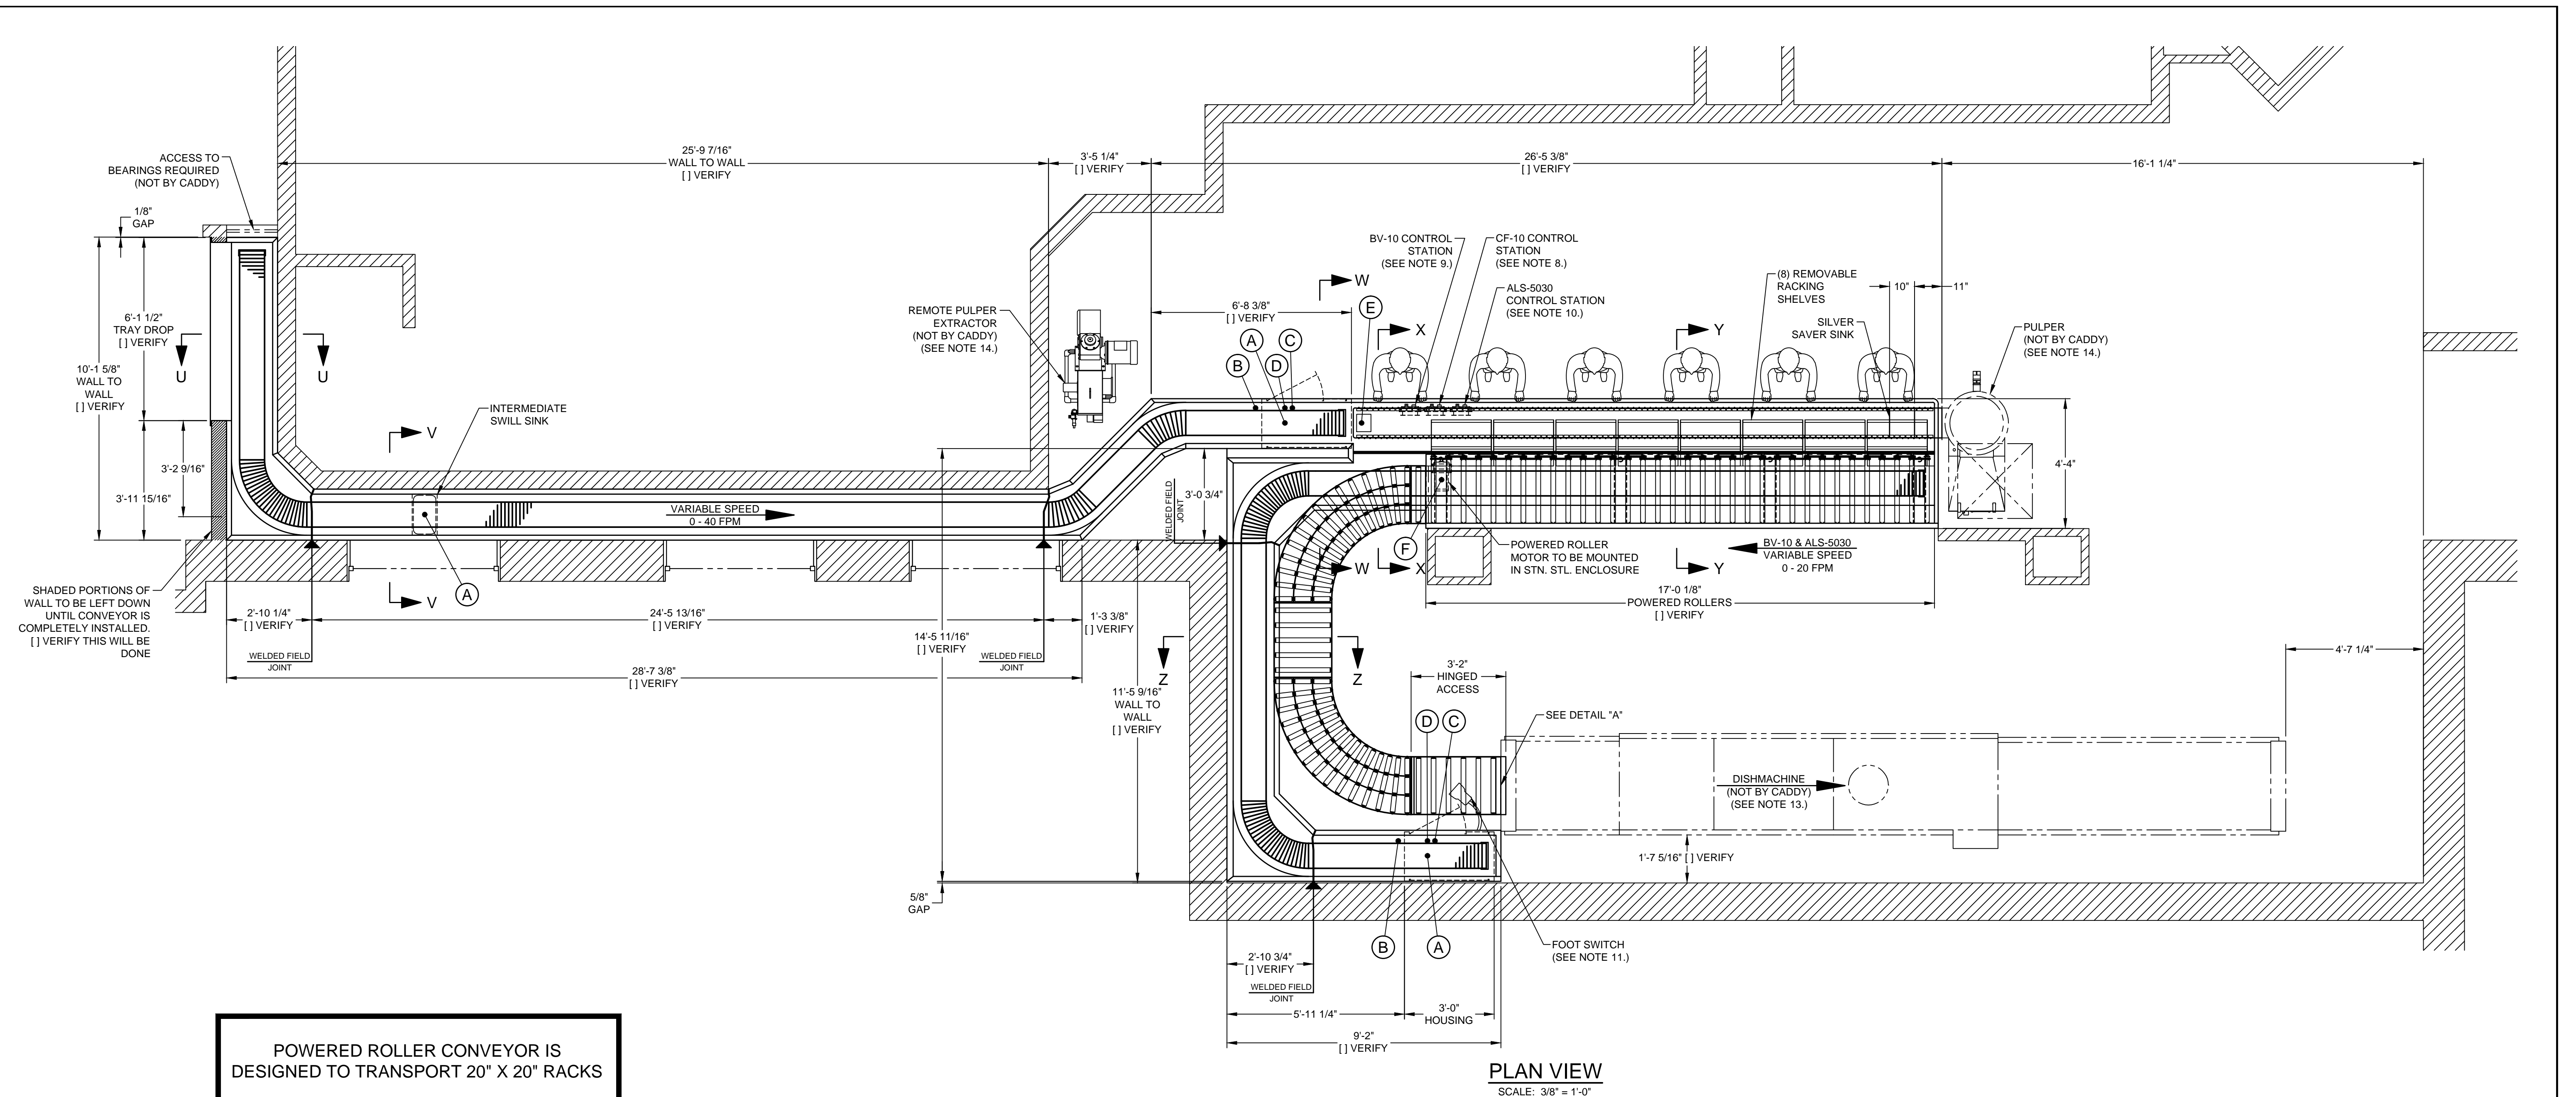 25'-9 7/16"
WALL TO WALL
[ ] VERIFY
3'-5 1/4"
[ ] VERIFY
26'-5 3/8"
[ ] VERIFY
16'-1 1/4"
ACCESS TO
BEARINGS REQUIRED
(NOT BY CADDY)
1/8"
GAP
6'-1 1/2"
TRAY DROP
[ ] VERIFY
10'-1 5/8"
WALL TO
WALL
[ ] VERIFY
U
U
3'-2 9/16"
3'-11 15/16"
SHADED PORTIONS OF
WALL TO BE LEFT DOWN
UNTIL CONVEYOR IS
COMPLETELY INSTALLED.
[ ] VERIFY THIS WILL BE
DONE
INTERMEDIATE
SWILL SINK
V
V
A
VARIABLE SPEED
0 - 40 FPM
2'-10 1/4"
[ ] VERIFY
24'-5 13/16"
[ ] VERIFY
1'-3 3/8"
[ ] VERIFY
WELDED FIELD
JOINT
WELDED FIELD
JOINT
28'-7 3/8"
[ ] VERIFY
REMOTE PULPER
EXTRACTOR
(NOT BY CADDY)
(SEE NOTE 14.)
6'-8 3/8"
[ ] VERIFY
A
C
B
D
E
W
BV-10 CONTROL
STATION
(SEE NOTE 9.)
CF-10 CONTROL
STATION
(SEE NOTE 8.)
ALS-5030
CONTROL STATION
(SEE NOTE 10.)
X
Y
(8) REMOVABLE
RACKING
SHELVES
10"
11"
SILVER
SAVER SINK
PULPER
(NOT BY CADDY)
(SEE NOTE 14.)
4'-4"
WELDED FIELD
JOINT
3'-0 3/4"
F
W
X
Y
POWERED ROLLER
MOTOR TO BE MOUNTED
IN STN. STL. ENCLOSURE
BV-10 & ALS-5030
VARIABLE SPEED
0 - 20 FPM
17'-0 1/8"
POWERED ROLLERS
[ ] VERIFY
14'-5 11/16"
[ ] VERIFY
11'-5 9/16"
WALL TO
WALL
[ ] VERIFY
Z
Z
3'-2"
HINGED
ACCESS
D
C
SEE DETAIL "A"
4'-7 1/4"
DISHMACHINE
(NOT BY CADDY)
(SEE NOTE 13.)
1'-7 5/16" [ ] VERIFY
5/8"
GAP
B
A
FOOT SWITCH
(SEE NOTE 11.)
2'-10 3/4"
[ ] VERIFY
WELDED FIELD
JOINT
5'-11 1/4"
3'-0"
HOUSING
9'-2"
[ ] VERIFY
POWERED ROLLER CONVEYOR IS
DESIGNED TO TRANSPORT 20" X 20" RACKS
PLAN VIEW
SCALE: 3/8" = 1'-0"